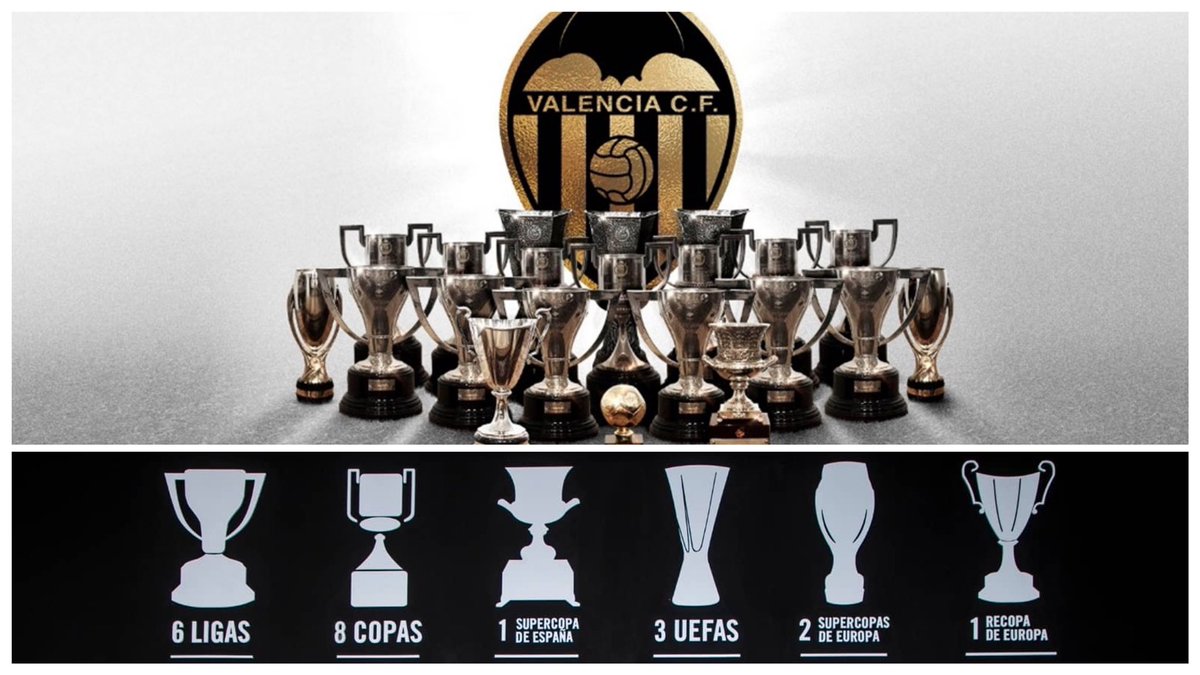 VALENCIA C.F.
6 LIGAS
8 COPAS
1 SUPERCOPA
DE ESPAÑA
3 UEFAS
2 SUPERCOPAS
DE EUROPA
1 RECOPA
DE EUROPA